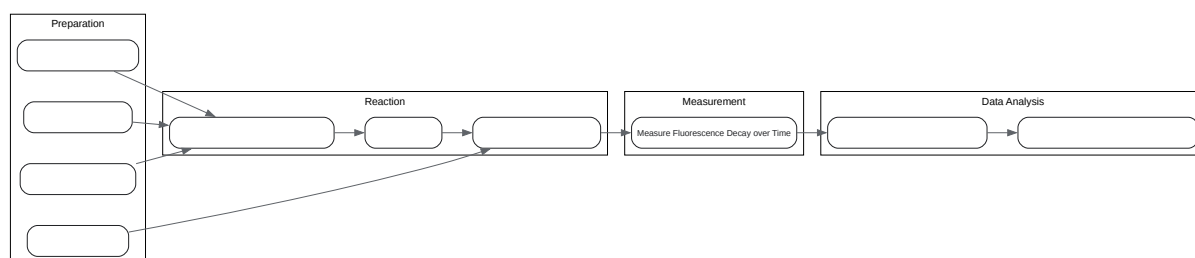 Preparation
Reaction
Measurement
Data Analysis
Measure Fluorescence Decay over Time